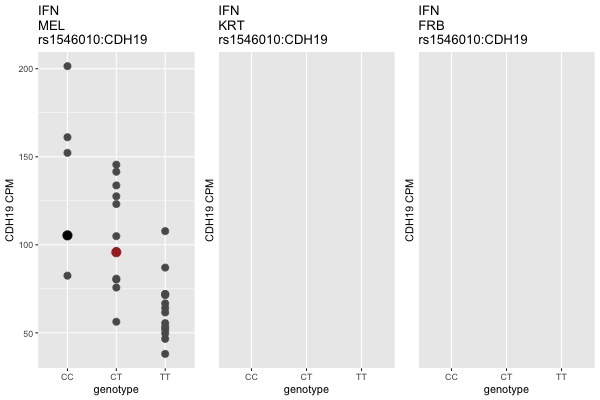 IFN
MEL
rs1546010:CDH19
IFN
KRT
rs1546010:CDH19
IFN
FRB
rs1546010:CDH19
CDH19 CPM
200
150
100
50
CC CT TT
genotype
CDH19 CPM
CC CT TT
genotype
CDH19 CPM
CC CT TT
genotype